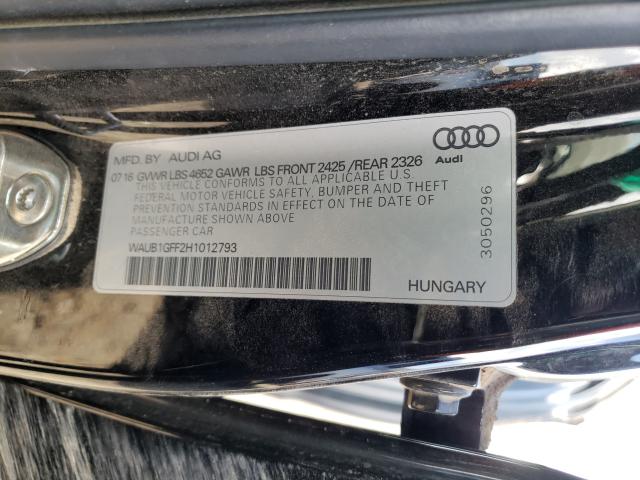 MFD. BY AUDI AG
07 16 GVWR LBS 4652 GAWR LBS FRONT 2425 / REAR 2326
THIS VEHICLE CONFORMS TO ALL APPLICABLE U.S.
FEDERAL MOTOR VEHICLE SAFETY, BUMPER AND THEFT
PREVENTION STANDARDS IN EFFECT ON THE DATE OF
MANUFACTURE SHOWN ABOVE
PASSENGER CAR
WAUB1GFF2H1012793
Audi
3050296
HUNGARY